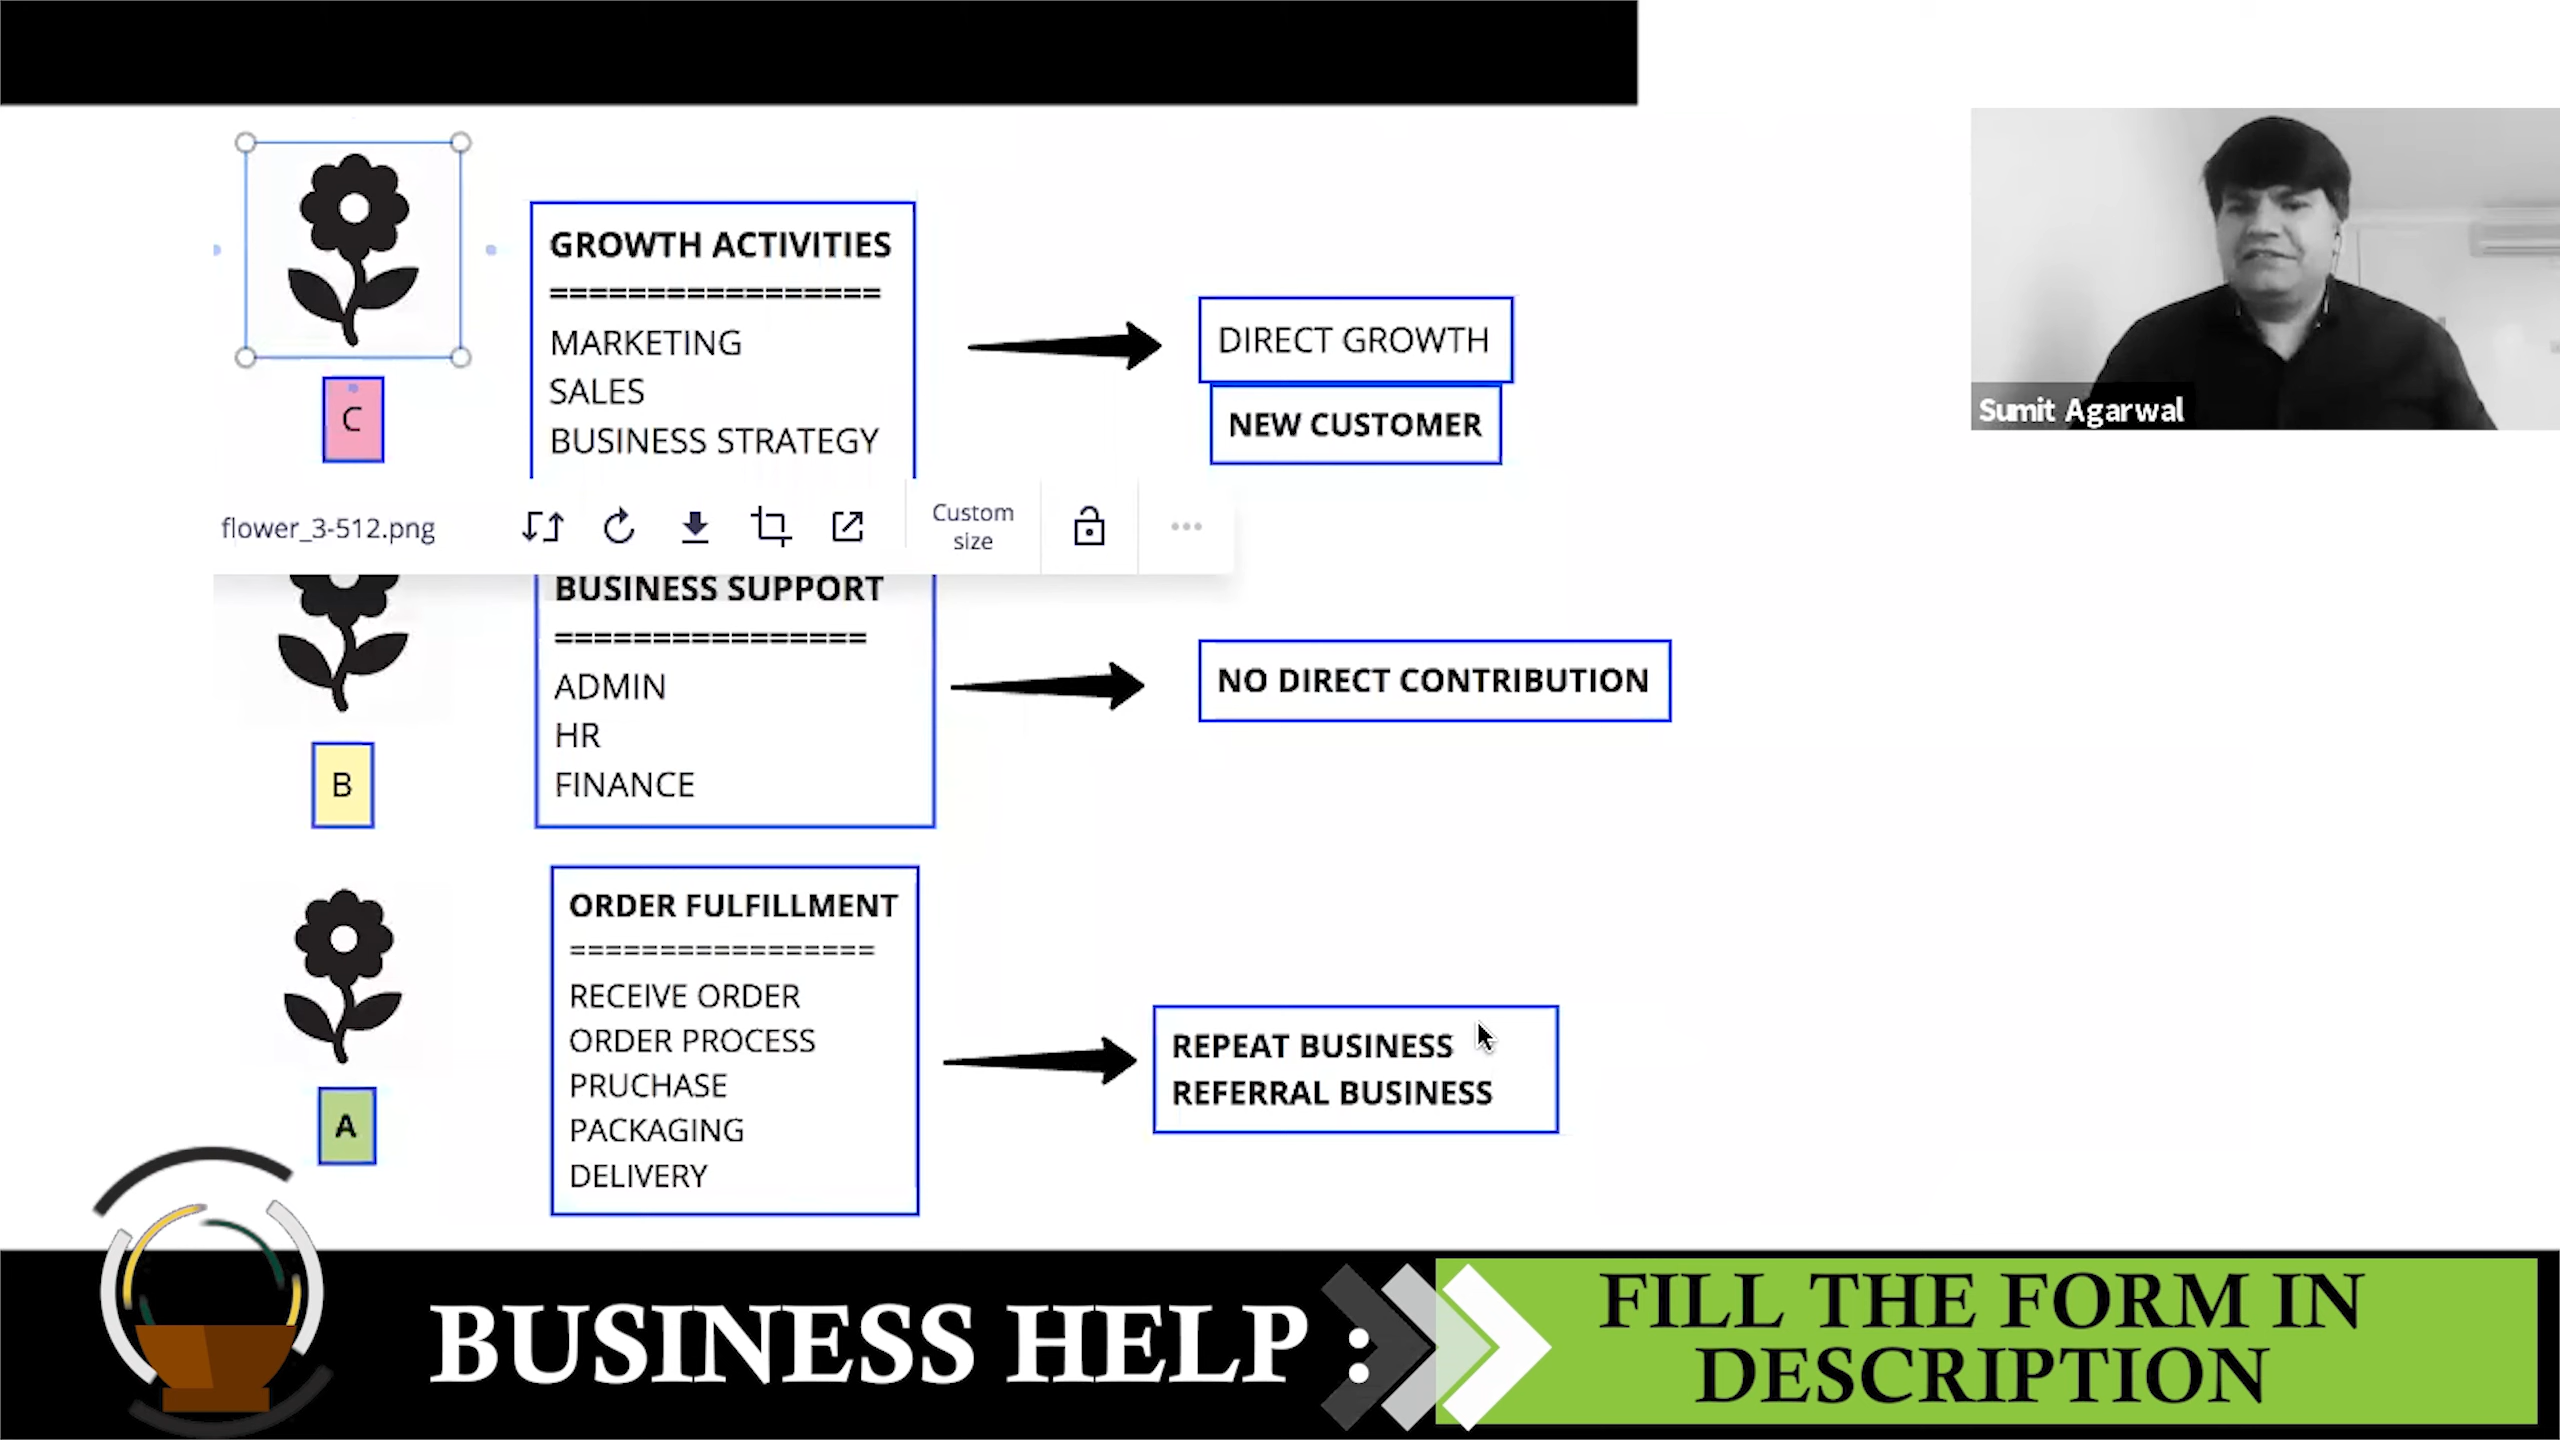 GROWTH ACTIVITIES
=================
MARKETING
SALES
BUSINESS STRATEGY
DIRECT GROWTH
NEW CUSTOMER
Sumit Agarwal
C
flower_3-512.png
Custom
size
BUSINESS SUPPORT
================
ADMIN
HR
FINANCE
NO DIRECT CONTRIBUTION
B
ORDER FULFILLMENT
=================
RECEIVE ORDER
ORDER PROCESS
PRUCHASE
PACKAGING
DELIVERY
REPEAT BUSINESS
REFERRAL BUSINESS
A
BUSINESS HELP :
FILL THE FORM IN
DESCRIPTION